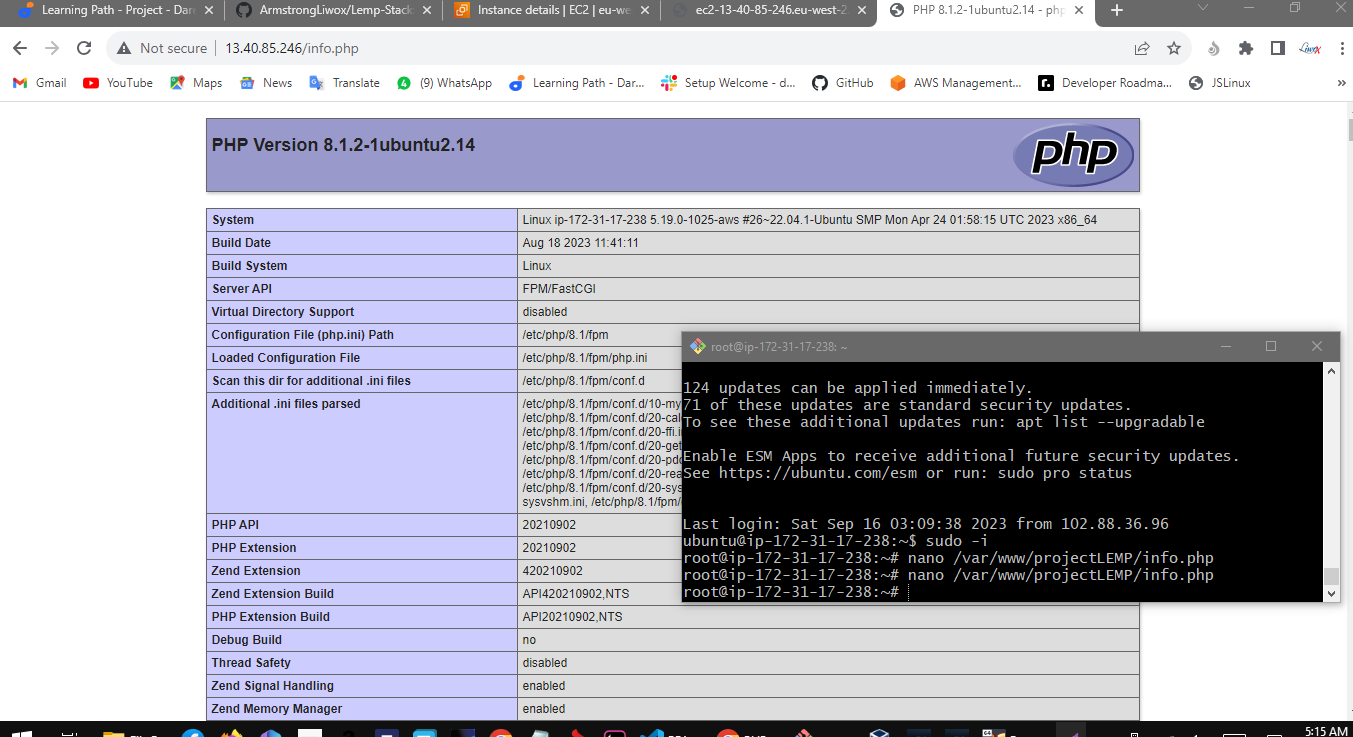 Learning Path - Project - Dar
ArmstrongLiwox/Lemp-Stack
Instance details | EC2 | eu-we
ec2-13-40-85-246.eu-west-2
PHP 8.1.2-1ubuntu2.14 - php
Not secure
13.40.85.246/info.php
Gmail
YouTube
Maps
News
Translate
(9) WhatsApp
Learning Path - Dar...
Setup Welcome - d...
GitHub
AWS Management...
Developer Roadma...
JSLinux
»
PHP Version 8.1.2-1ubuntu2.14
php
System Linux ip-172-31-17-238 5.19.0-1025-aws #26~22.04.1-Ubuntu SMP Mon Apr 24 01:58:15 UTC 2023 x86_64
Build Date Aug 18 2023 11:41:11
Build System Linux
Server API FPM/FastCGI
Virtual Directory Support disabled
Configuration File (php.ini) Path /etc/php/8.1/fpm
Loaded Configuration File /etc/php/8.1/fpm/php.ini
Scan this dir for additional .ini files /etc/php/8.1/fpm/conf.d
Additional .ini files parsed /etc/php/8.1/fpm/conf.d/10-my
/etc/php/8.1/fpm/conf.d/20-cal
/etc/php/8.1/fpm/conf.d/20-ffi.i
/etc/php/8.1/fpm/conf.d/20-get
/etc/php/8.1/fpm/conf.d/20-pdo
/etc/php/8.1/fpm/conf.d/20-rea
/etc/php/8.1/fpm/conf.d/20-sys
sysvshm.ini, /etc/php/8.1/fpm/
PHP API 20210902
PHP Extension 20210902
Zend Extension 420210902
Zend Extension Build API420210902,NTS
PHP Extension Build API20210902,NTS
Debug Build no
Thread Safety disabled
Zend Signal Handling enabled
Zend Memory Manager enabled
root@ip-172-31-17-238: ~
124 updates can be applied immediately.
71 of these updates are standard security updates.
To see these additional updates run: apt list --upgradable
Enable ESM Apps to receive additional future security updates.
See https://ubuntu.com/esm or run: sudo pro status
Last login: Sat Sep 16 03:09:38 2023 from 102.88.36.96
ubuntu@ip-172-31-17-238:~$ sudo -i
root@ip-172-31-17-238:~# nano /var/www/projectLEMP/info.php
root@ip-172-31-17-238:~# nano /var/www/projectLEMP/info.php
root@ip-172-31-17-238:~#
5:15 AM